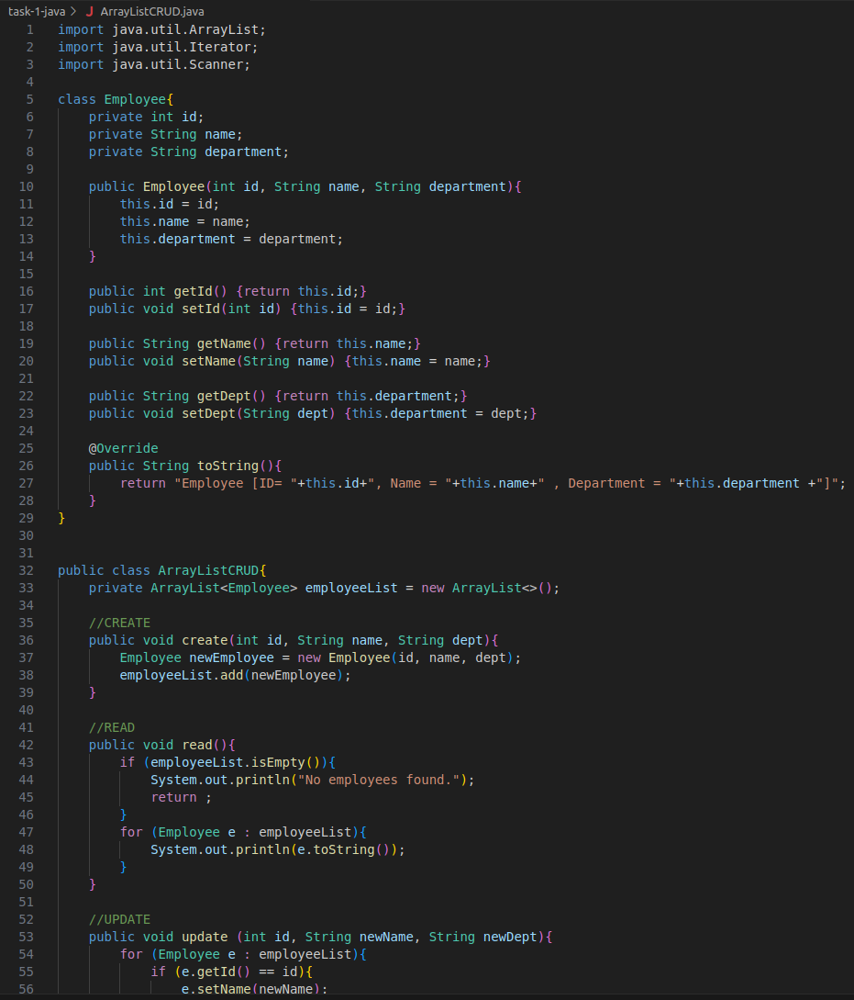 task-1-java > J ArrayListCRUD.java
1 import java.util.ArrayList;
2 import java.util.Iterator;
3 import java.util.Scanner;
4
5 class Employee{
6     private int id;
7     private String name;
8     private String department;
9
10     public Employee(int id, String name, String department){
11         this.id = id;
12         this.name = name;
13         this.department = department;
14     }
15
16     public int getId() {return this.id;}
17     public void setId(int id) {this.id = id;}
18
19     public String getName() {return this.name;}
20     public void setName(String name) {this.name = name;}
21
22     public String getDept() {return this.department;}
23     public void setDept(String dept) {this.department = dept;}
24
25     @Override
26     public String toString(){
27         return "Employee [ID= "+this.id+", Name = "+this.name+" , Department = "+this.department +"]";
28     }
29 }
30
31
32 public class ArrayListCRUD{
33     private ArrayList<Employee> employeeList = new ArrayList<>();
34
35     //CREATE
36     public void create(int id, String name, String dept){
37         Employee newEmployee = new Employee(id, name, dept);
38         employeeList.add(newEmployee);
39     }
40
41     //READ
42     public void read(){
43         if (employeeList.isEmpty()){
44             System.out.println("No employees found.");
45             return ;
46         }
47         for (Employee e : employeeList){
48             System.out.println(e.toString());
49         }
50     }
51
52     //UPDATE
53     public void update (int id, String newName, String newDept){
54         for (Employee e : employeeList){
55             if (e.getId() == id){
56                 e.setName(newName);